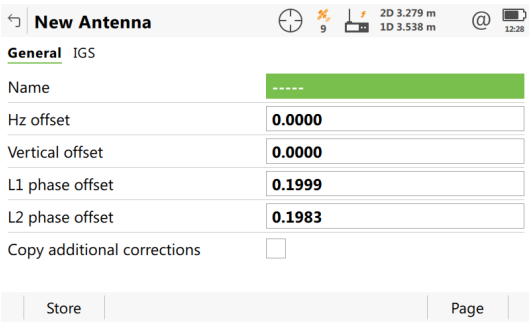 New Antenna
9
2D 3.279 m
1D 3.538 m
@
12:28
General IGS
Name -----
Hz offset 0.0000
Vertical offset 0.0000
L1 phase offset 0.1999
L2 phase offset 0.1983
Copy additional corrections
Store Page